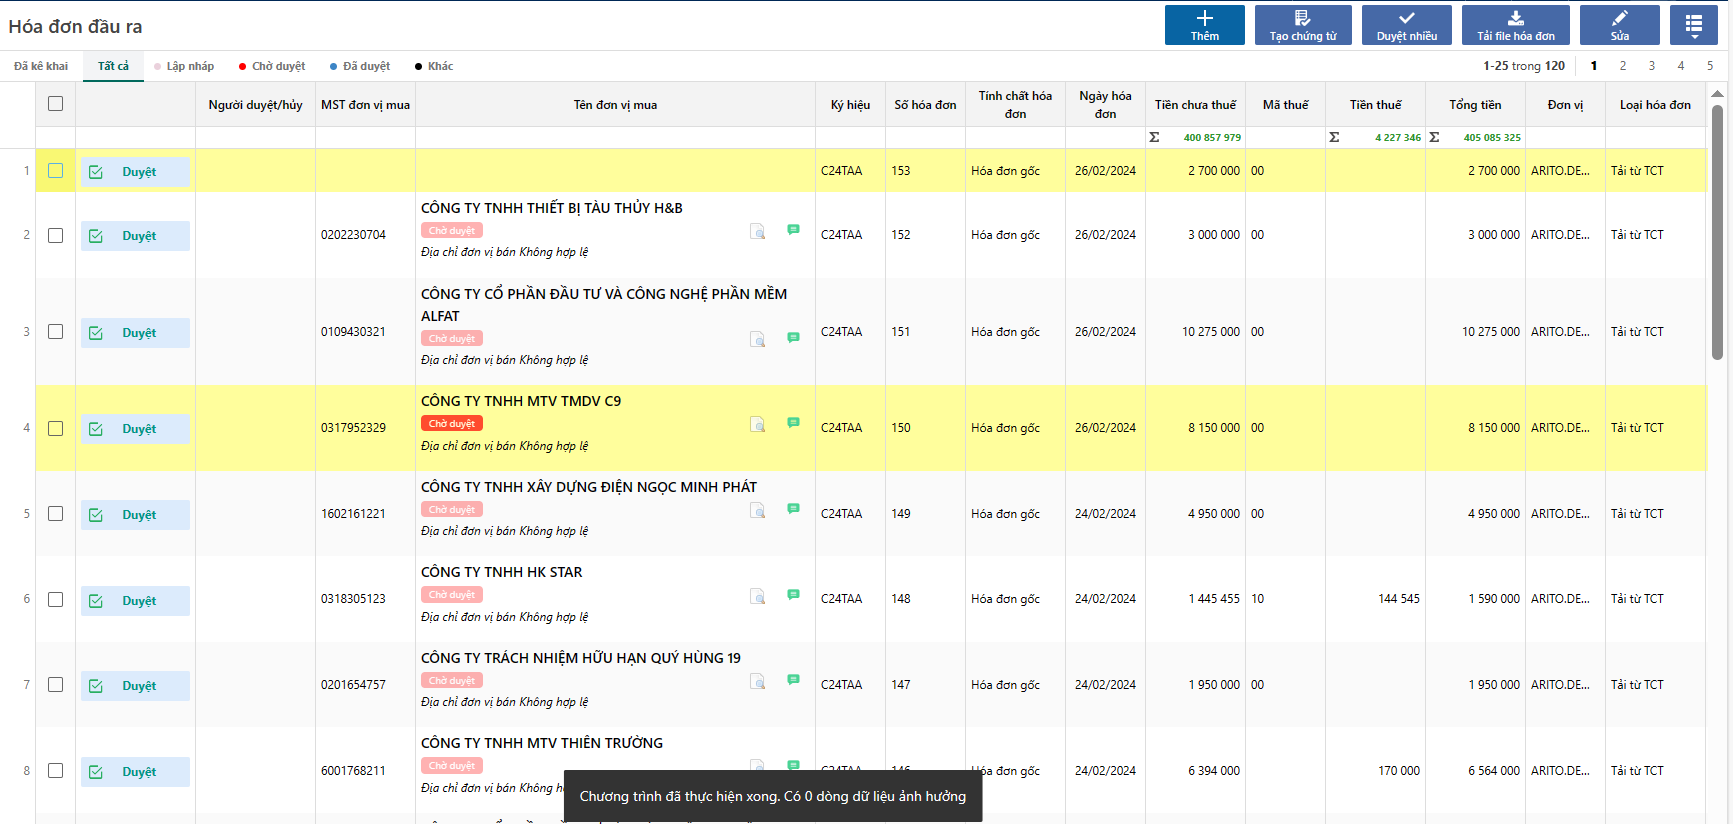 Hóa đơn đầu ra
Thêm
Tạo chứng từ
Duyệt nhiều
Tải file hóa đơn
Sửa
Đã kê khai Tất cả Lập nháp Chờ duyệt Đã duyệt Khác
1-25 trong 120 1 2 3 4 5
Người duyệt/hủy MST đơn vị mua Tên đơn vị mua Ký hiệu Số hóa đơn Tính chất hóa đơn Ngày hóa đơn Tiền chưa thuế Mã thuế Tiền thuế Tổng tiền Đơn vị Loại hóa đơn
Σ 400 857 979 Σ 4 227 346 Σ 405 085 325
1 Duyệt C24TAA 153 Hóa đơn gốc 26/02/2024 2 700 000 00 2 700 000 ARITO.DE... Tải từ TCT
CÔNG TY TNHH THIẾT BỊ TÀU THỦY H&B
Chờ duyệt
2 Duyệt 0202230704 C24TAA 152 Hóa đơn gốc 26/02/2024 3 000 000 00 3 000 000 ARITO.DE... Tải từ TCT
Địa chỉ đơn vị bán Không hợp lệ
CÔNG TY CỔ PHẦN ĐẦU TƯ VÀ CÔNG NGHỆ PHẦN MỀM
ALFAT
3 Duyệt 0109430321 C24TAA 151 Hóa đơn gốc 26/02/2024 10 275 000 00 10 275 000 ARITO.DE... Tải từ TCT
Chờ duyệt
Địa chỉ đơn vị bán Không hợp lệ
CÔNG TY TNHH MTV TMDV C9
Chờ duyệt
4 Duyệt 0317952329 C24TAA 150 Hóa đơn gốc 26/02/2024 8 150 000 00 8 150 000 ARITO.DE... Tải từ TCT
Địa chỉ đơn vị bán Không hợp lệ
CÔNG TY TNHH XÂY DỰNG ĐIỆN NGỌC MINH PHÁT
Chờ duyệt
5 Duyệt 1602161221 C24TAA 149 Hóa đơn gốc 24/02/2024 4 950 000 00 4 950 000 ARITO.DE... Tải từ TCT
Địa chỉ đơn vị bán Không hợp lệ
CÔNG TY TNHH HK STAR
Chờ duyệt
6 Duyệt 0318305123 C24TAA 148 Hóa đơn gốc 24/02/2024 1 445 455 10 144 545 1 590 000 ARITO.DE... Tải từ TCT
Địa chỉ đơn vị bán Không hợp lệ
CÔNG TY TRÁCH NHIỆM HỮU HẠN QUÝ HÙNG 19
Chờ duyệt
7 Duyệt 0201654757 C24TAA 147 Hóa đơn gốc 24/02/2024 1 950 000 00 1 950 000 ARITO.DE... Tải từ TCT
Địa chỉ đơn vị bán Không hợp lệ
CÔNG TY TNHH MTV THIÊN TRƯỜNG
Chờ duyệt
8 Duyệt 6001768211 Hóa đơn gốc 24/02/2024 6 394 000 170 000 6 564 000 ARITO.DE... Tải từ TCT
Địa chỉ đơn vị bán
Chương trình đã thực hiện xong. Có 0 dòng dữ liệu ảnh hưởng